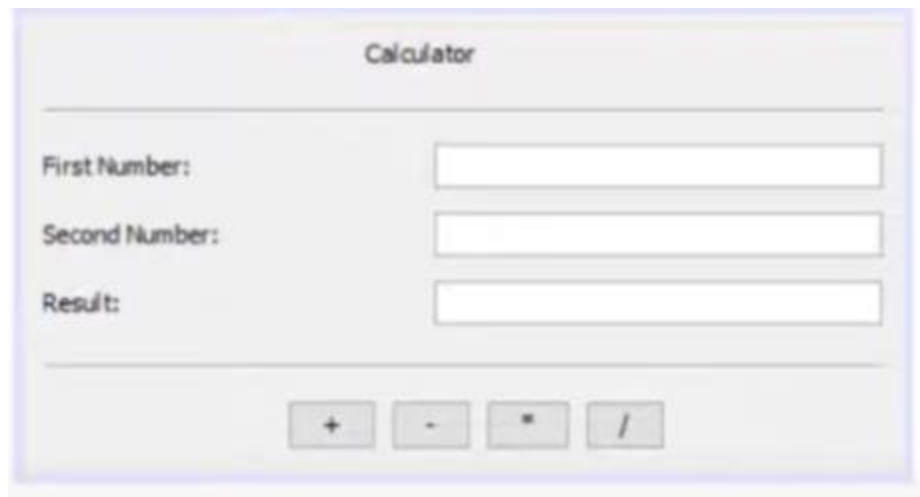 Calculator
First Number:
Second Number:
Result:
+ - * /